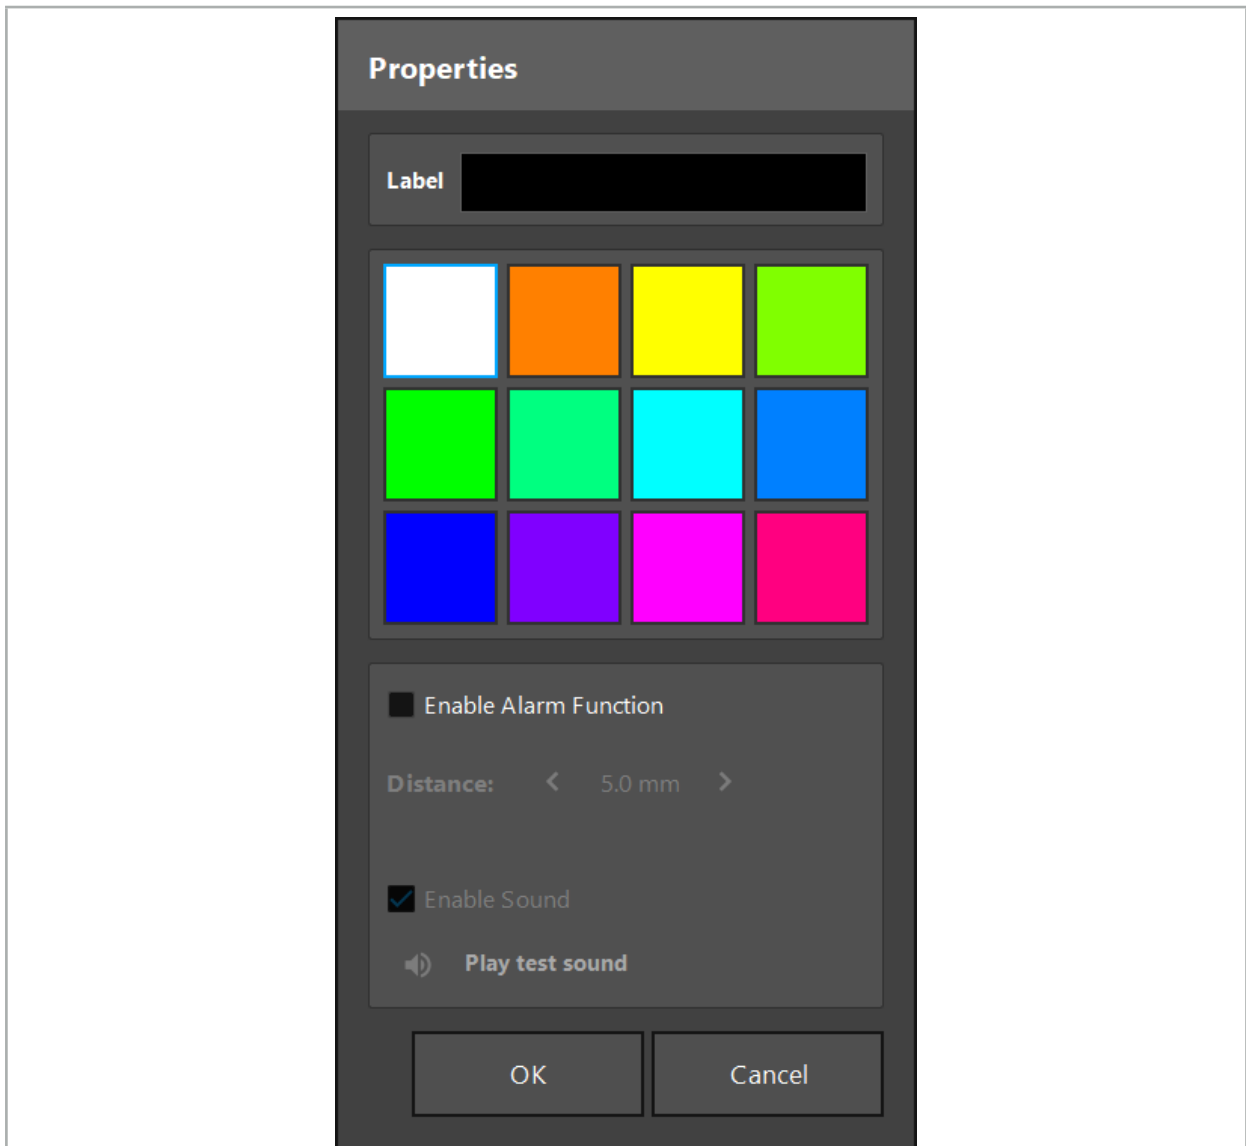 Properties
Label
Enable Alarm Function
Distance: 5.0 mm
Enable Sound
Play test sound
OK Cancel